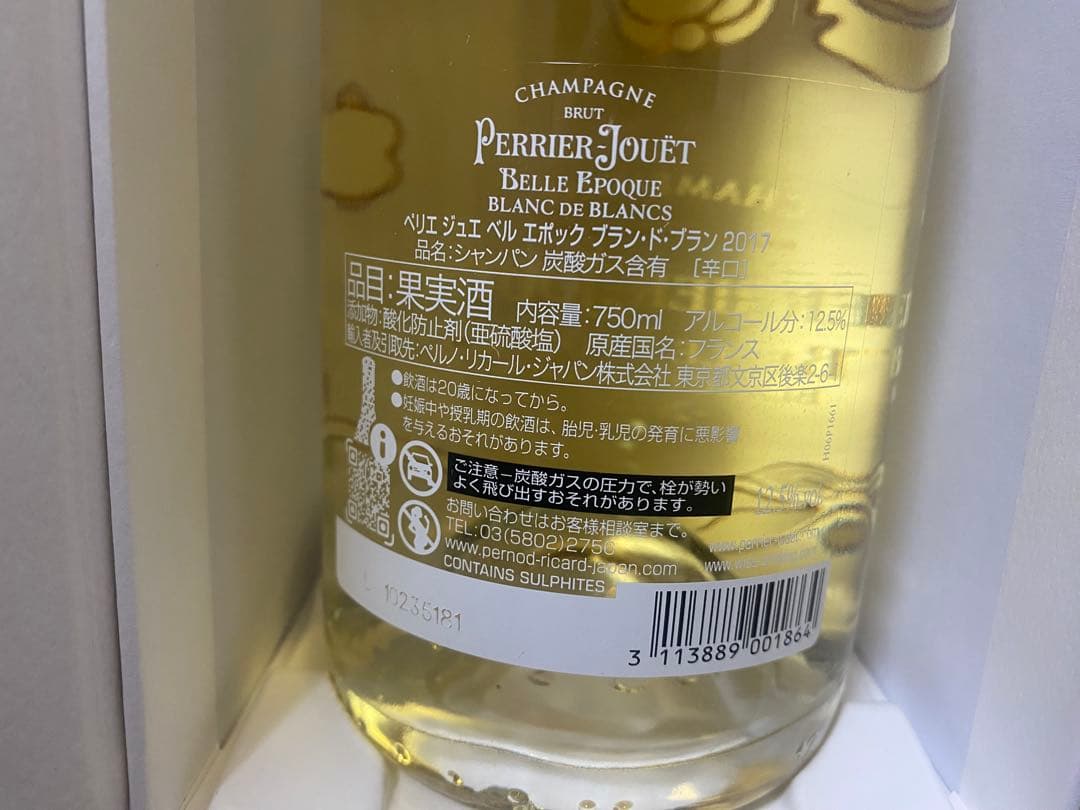 CHAMPAGNE
BRUT
PERRIER-JOUËT
BELLE EPOQUE
BLANC DE BLANCS
ペリエ ジュエ ベル エポック ブラン・ド・ブラン 2017
品名:シャンパン 炭酸ガス含有 [辛口]
品目:果実酒 内容量:750ml アルコール分:12.5%
添加物:酸化防止剤(亜硫酸塩) 原産国名:フランス
輸入者及引取先:ペルノ・リカール・ジャパン株式会社 東京都文京区後楽2-6-
●飲酒は20歳になってから。
●妊娠中や授乳期の飲酒は、胎児・乳児の発育に悪影響
を与えるおそれがあります。
ご注意-炭酸ガスの圧力で、栓が勢い
よく飛び出すおそれがあります。
お問い合わせはお客様相談室まで。
TEL:03(5802)2756
www.pernod-ricard-japan.com
CONTAINS SULPHITES
H06P1661
12.5% vol
L 10235181
3 113889 001864